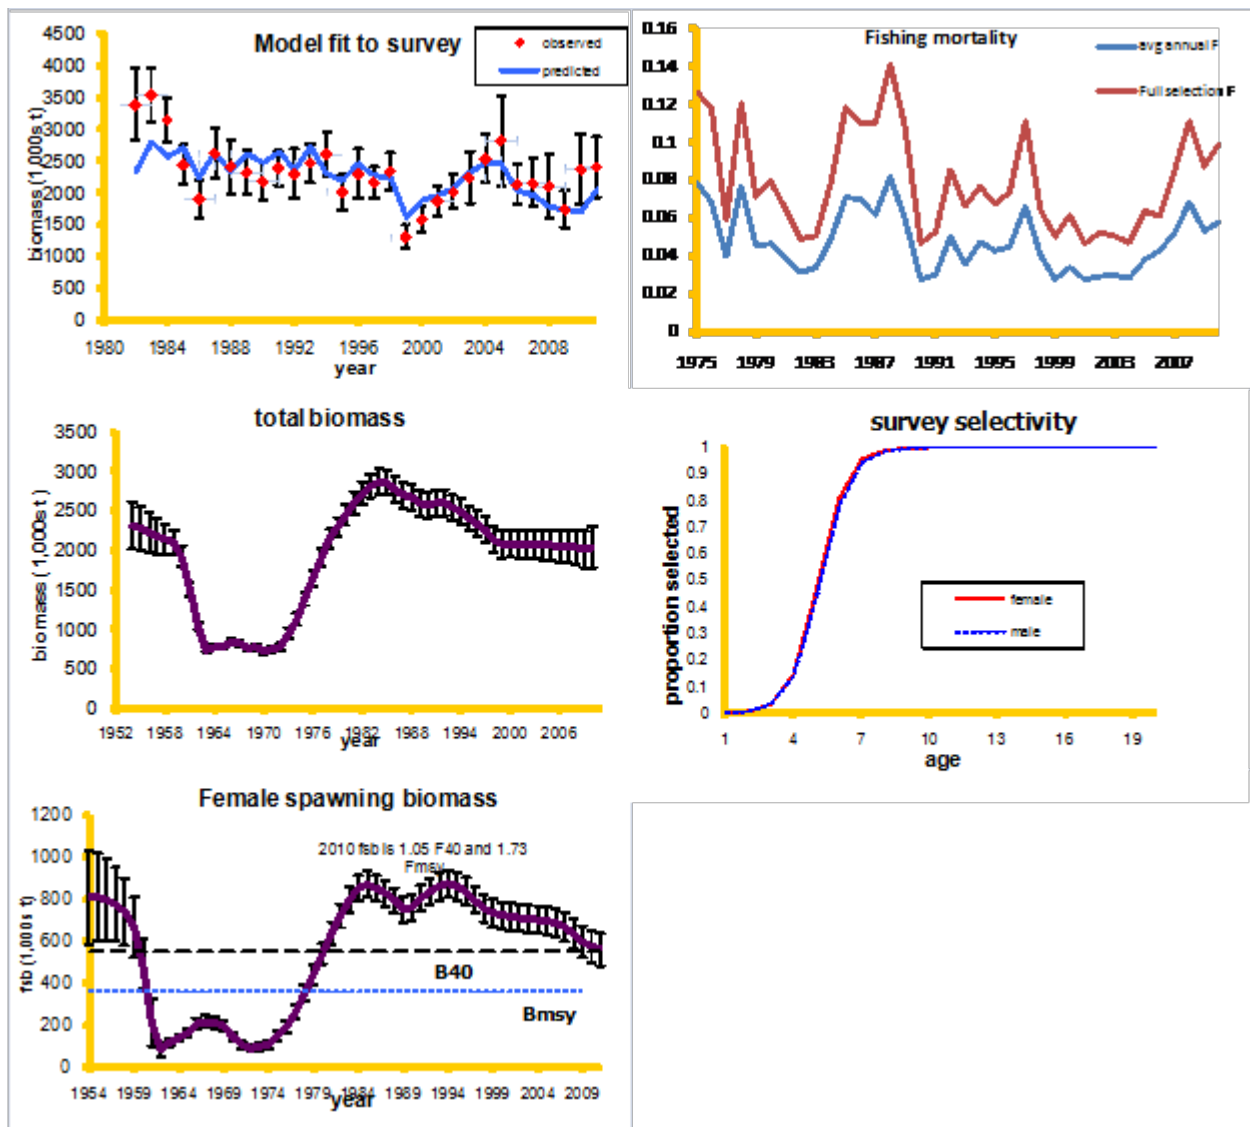 Model fit to survey
observed
predicted
biomass (1,000s t)
4500
4000
3500
3000
2500
2000
1500
1000
500
0
1980 1984 1988 1992 1996 2000 2004 2008
year
Fishing mortality
avg annual F
Full selection F
0.16
0.14
0.12
0.1
0.08
0.06
0.04
0.02
0
1975 1979 1983 1987 1991 1995 1999 2003 2007
total biomass
biomass ( 1,000s t )
3500
3000
2500
2000
1500
1000
500
0
1952 1958 1964 1970 1976 1982 1988 1994 2000 2006
year
survey selectivity
proportion selected
1
0.9
0.8
0.7
0.6
0.5
0.4
0.3
0.2
0.1
0
female
male
1 4 7 10 13 16 19
age
Female spawning biomass
2010 fsb is 1.05 F40 and 1.73
Fmsy
fsb (1,000s t)
1200
1000
800
600
400
200
0
B40
Bmsy
1954 1959 1964 1969 1974 1979 1984 1989 1994 1999 2004 2009
year